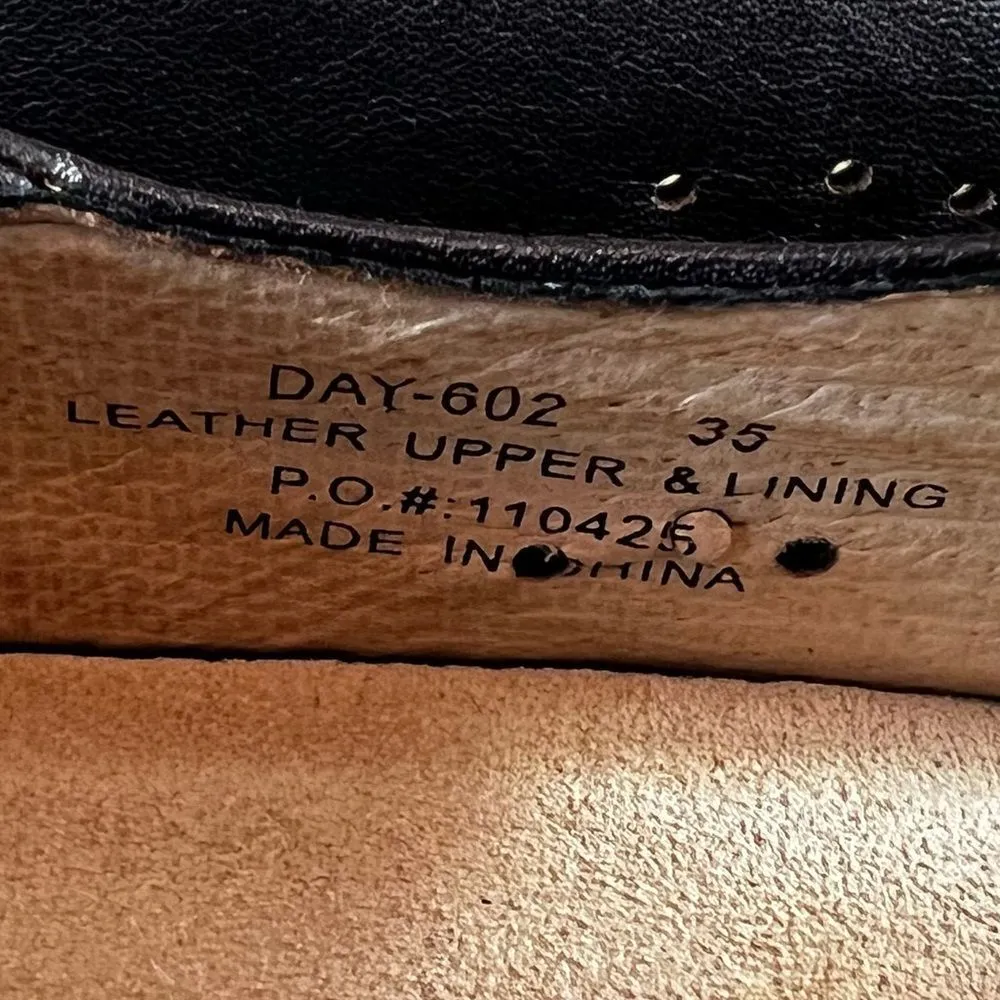 DAY-602 35
LEATHER UPPER & LINING
P.O.#:110425
MADE IN CHINA